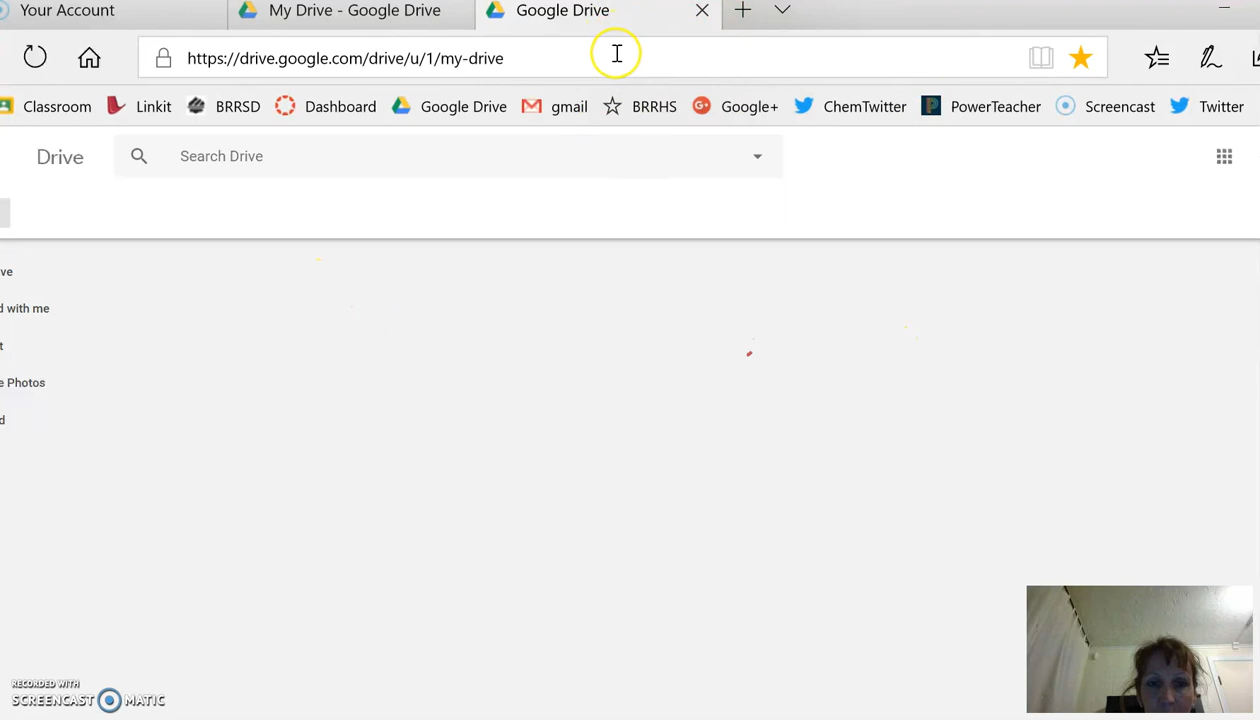 Your Account My Drive - Google Drive Google Drive
https://drive.google.com/drive/u/1/my-drive
Classroom Linkit BRRSD Dashboard Google Drive gmail BRRHS Google+ ChemTwitter PowerTeacher Screencast Twitter
Drive Search Drive
ve
d with me
t
e Photos
d
RECORDED WITH
SCREENCAST MATIC